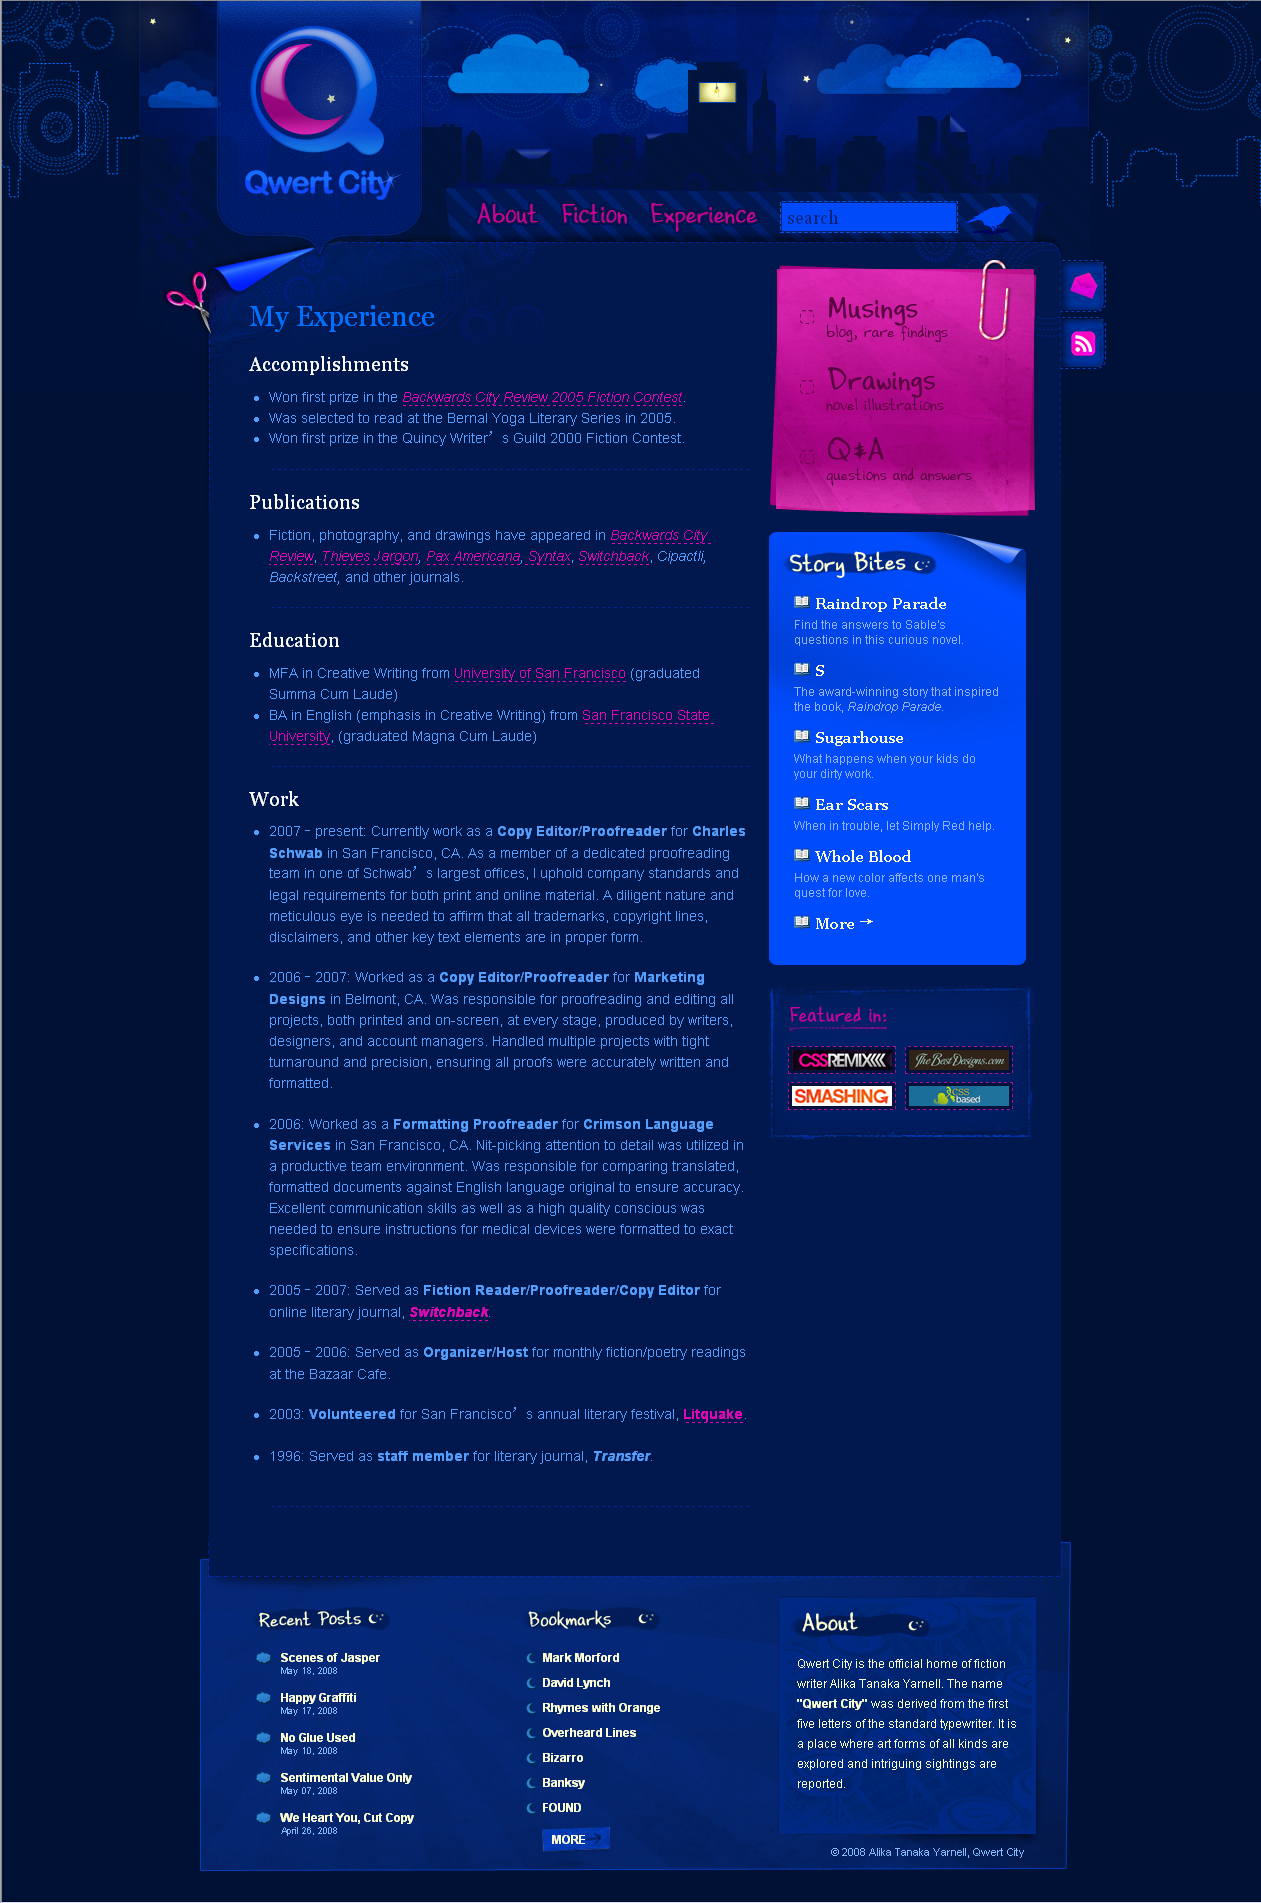 Qwert City
About Fiction Experience search
My Experience
Accomplishments
Won first prize in the Backwards City Review 2005 Fiction Contest.
Was selected to read at the Bernal Yoga Literary Series in 2005.
Won first prize in the Quincy Writer’s Guild 2000 Fiction Contest.
Publications
Fiction, photography, and drawings have appeared in Backwards City
Review, Thieves Jargon, Pax Americana, Syntax, Switchback, Cipactli,
Backstreet, and other journals.
Education
MFA in Creative Writing from University of San Francisco (graduated
Summa Cum Laude)
BA in English (emphasis in Creative Writing) from San Francisco State
University, (graduated Magna Cum Laude)
Work
2007 - present: Currently work as a Copy Editor/Proofreader for Charles
Schwab in San Francisco, CA. As a member of a dedicated proofreading
team in one of Schwab’s largest offices, I uphold company standards and
legal requirements for both print and online material. A diligent nature and
meticulous eye is needed to affirm that all trademarks, copyright lines,
disclaimers, and other key text elements are in proper form.
2006 - 2007: Worked as a Copy Editor/Proofreader for Marketing
Designs in Belmont, CA. Was responsible for proofreading and editing all
projects, both printed and on-screen, at every stage, produced by writers,
designers, and account managers. Handled multiple projects with tight
turnaround and precision, ensuring all proofs were accurately written and
formatted.
2006: Worked as a Formatting Proofreader for Crimson Language
Services in San Francisco, CA. Nit-picking attention to detail was utilized in
a productive team environment. Was responsible for comparing translated,
formatted documents against English language original to ensure accuracy.
Excellent communication skills as well as a high quality conscious was
needed to ensure instructions for medical devices were formatted to exact
specifications.
2005 - 2007: Served as Fiction Reader/Proofreader/Copy Editor for
online literary journal, Switchback.
2005 - 2006: Served as Organizer/Host for monthly fiction/poetry readings
at the Bazaar Cafe.
2003: Volunteered for San Francisco’s annual literary festival, Litquake.
1996: Served as staff member for literary journal, Transfer.
Musings
blog, rare findings
Drawings
novel illustrations
Q&A
questions and answers
Story Bites
Raindrop Parade
Find the answers to Sable's
questions in this curious novel.
S
The award-winning story that inspired
the book, Raindrop Parade.
Sugarhouse
What happens when your kids do
your dirty work.
Ear Scars
When in trouble, let Simply Red help.
Whole Blood
How a new color affects one man's
quest for love.
More →
Featured in:
CSSREMIX TheBestDesigns.com
SMASHING CSS based
Recent Posts
Scenes of Jasper
May 18, 2008
Happy Graffiti
May 17, 2008
No Glue Used
May 10, 2008
Sentimental Value Only
May 07, 2008
We Heart You, Cut Copy
April 26, 2008
Bookmarks
Mark Morford
David Lynch
Rhymes with Orange
Overheard Lines
Bizarro
Banksy
FOUND
MORE
About
Qwert City is the official home of fiction
writer Alika Tanaka Yarnell. The name
"Qwert City" was derived from the first
five letters of the standard typewriter. It is
a place where art forms of all kinds are
explored and intriguing sightings are
reported.
© 2008 Alika Tanaka Yarnell, Qwert City